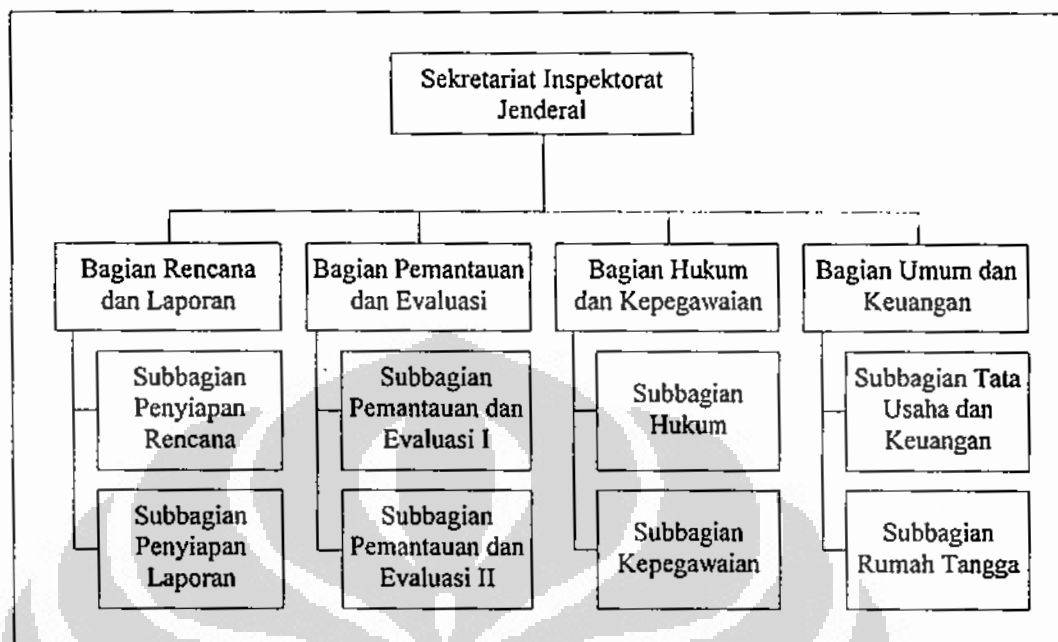 Sekretariat Inspektorat
Jenderal
Bagian Rencana
dan Laporan
Bagian Pemantauan
dan Evaluasi
Bagian Hukum
dan Kepegawaian
Bagian Umum dan
Keuangan
Subbagian
Penyiapan
Rencana
Subbagian
Pemantauan dan
Evaluasi I
Subbagian
Hukum
Subbagian Tata
Usaha dan
Keuangan
Subbagian
Penyiapan
Laporan
Subbagian
Pemantauan dan
Evaluasi II
Subbagian
Kepegawaian
Subbagian
Rumah Tangga